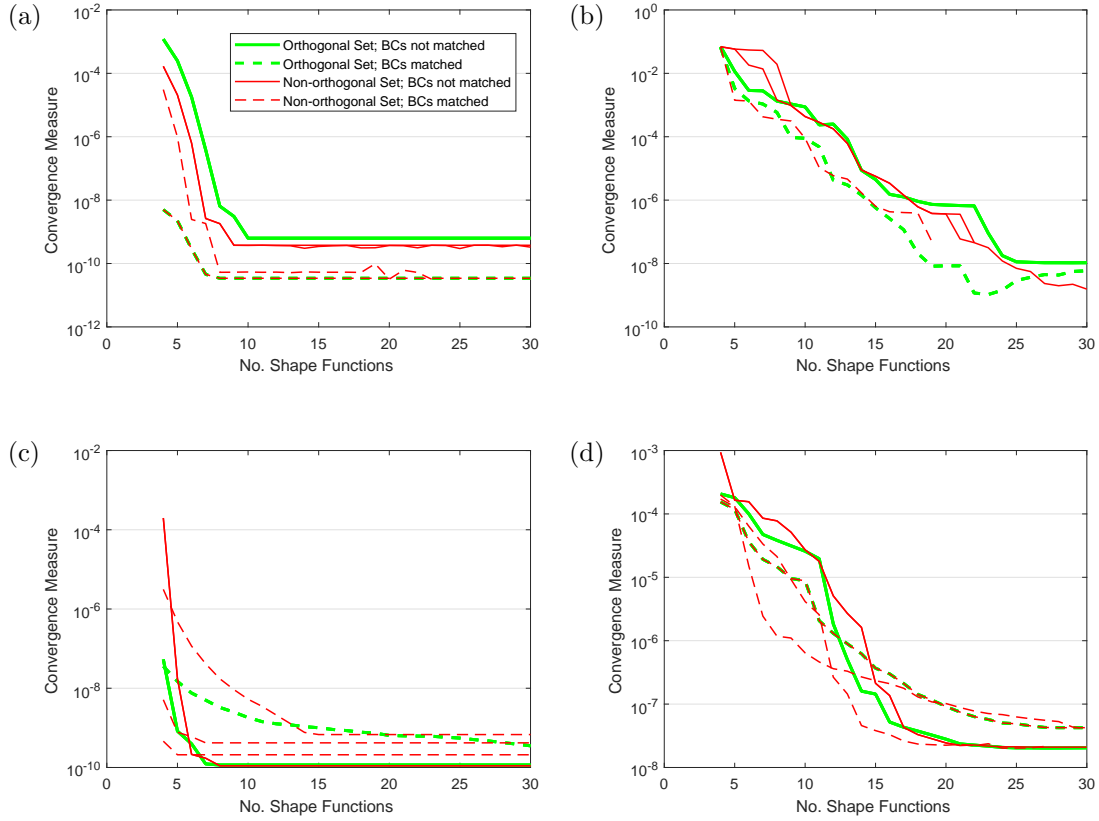 (a)
10^-2
10^-4
10^-6
10^-8
10^-10
10^-12
Convergence Measure
Orthogonal Set; BCs not matched
Orthogonal Set; BCs matched
Non-orthogonal Set; BCs not matched
Non-orthogonal Set; BCs matched
0 5 10 15 20 25 30
No. Shape Functions
(b)
10^0
10^-2
10^-4
10^-6
10^-8
10^-10
Convergence Measure
0 5 10 15 20 25 30
No. Shape Functions
(c)
10^-2
10^-4
10^-6
10^-8
10^-10
Convergence Measure
0 5 10 15 20 25 30
No. Shape Functions
(d)
10^-3
10^-4
10^-5
10^-6
10^-7
10^-8
Convergence Measure
0 5 10 15 20 25 30
No. Shape Functions